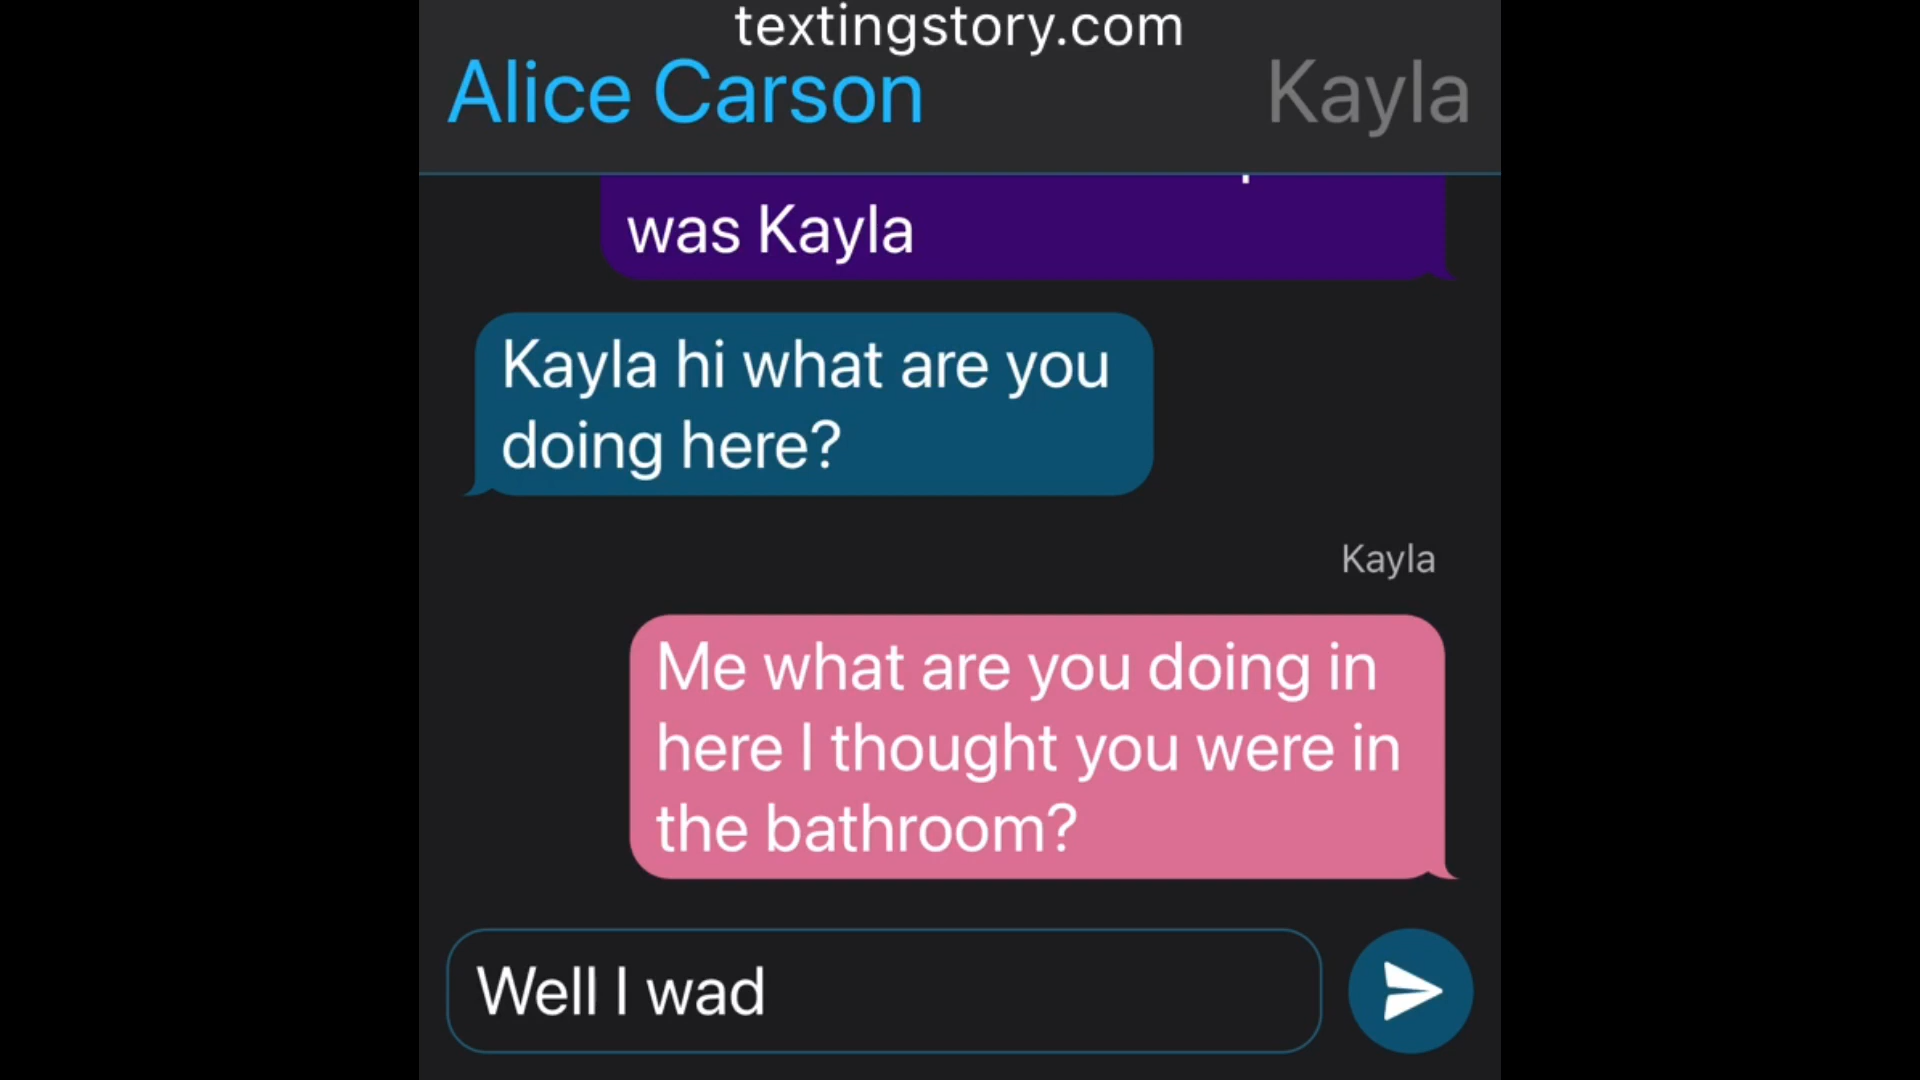 textingstory.com
Alice Carson Kayla
was Kayla
Kayla hi what are you
doing here?
Kayla
Me what are you doing in
here I thought you were in
the bathroom?
Well I wad